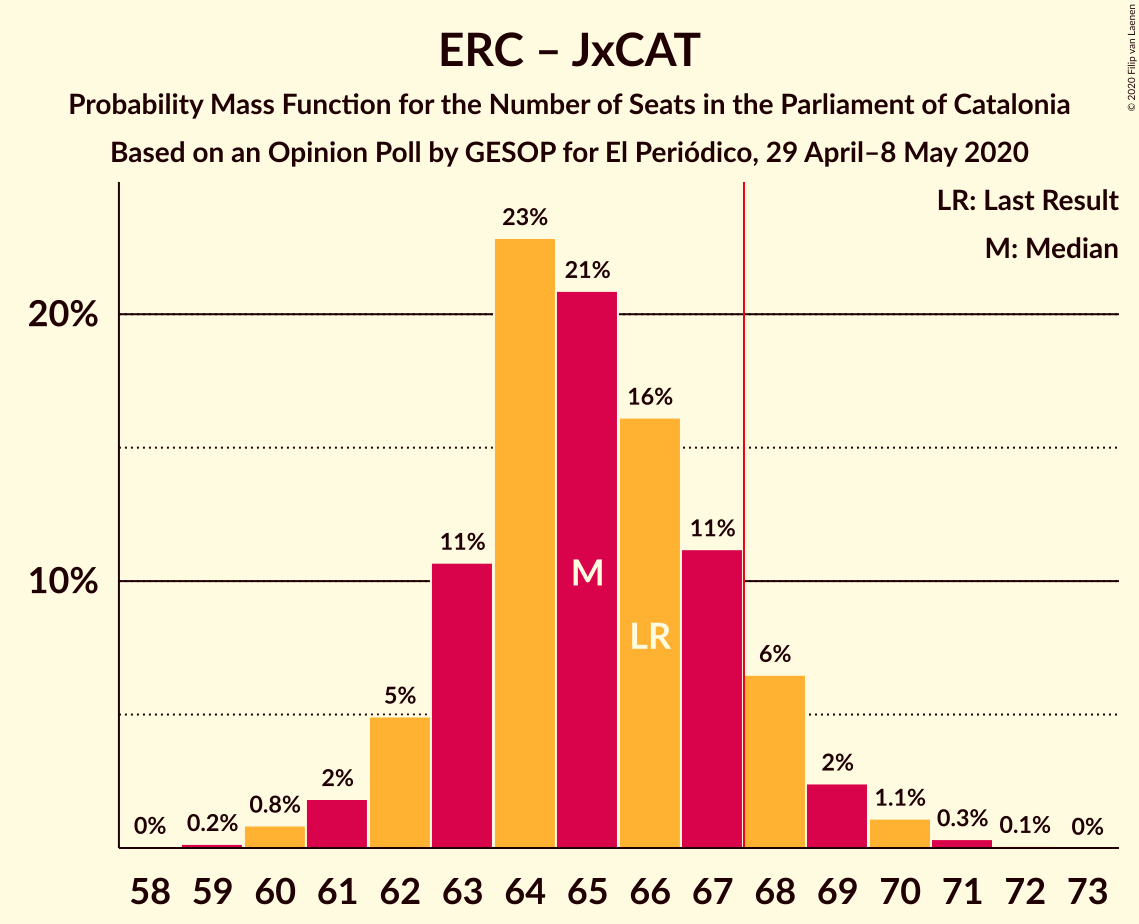 ERC – JxCAT
Probability Mass Function for the Number of Seats in the Parliament of Catalonia
Based on an Opinion Poll by GESOP for El Periódico, 29 April–8 May 2020
© 2020 Filip van Laenen
LR: Last Result
M: Median
20%
10%
0%
0.2%
0.8%
2%
5%
11%
23%
21%
16%
11%
6%
2%
1.1%
0.3%
0.1%
0%
M
LR
58 59 60 61 62 63 64 65 66 67 68 69 70 71 72 73